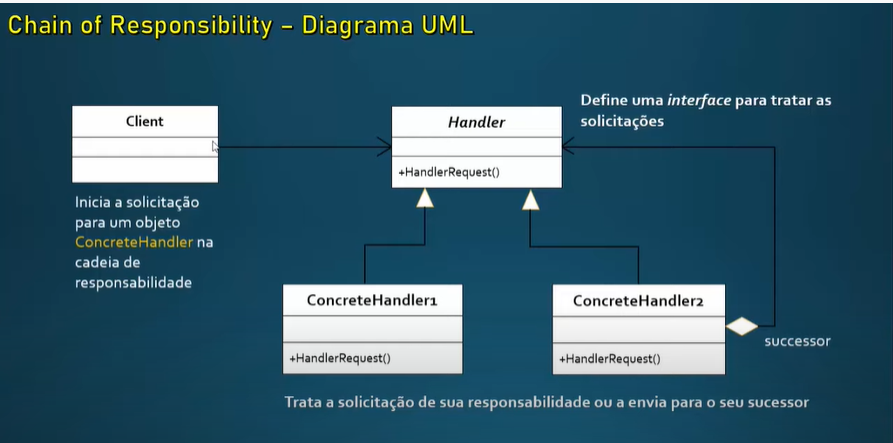 Chain of Responsibility – Diagrama UML
Client
Handler
Define uma interface para tratar as
solicitações
+HandlerRequest()
Inicia a solicitação
para um objeto
ConcreteHandler na
cadeia de
responsabilidade
ConcreteHandler1
ConcreteHandler2
+HandlerRequest()
+HandlerRequest()
successor
Trata a solicitação de sua responsabilidade ou a envia para o seu sucessor